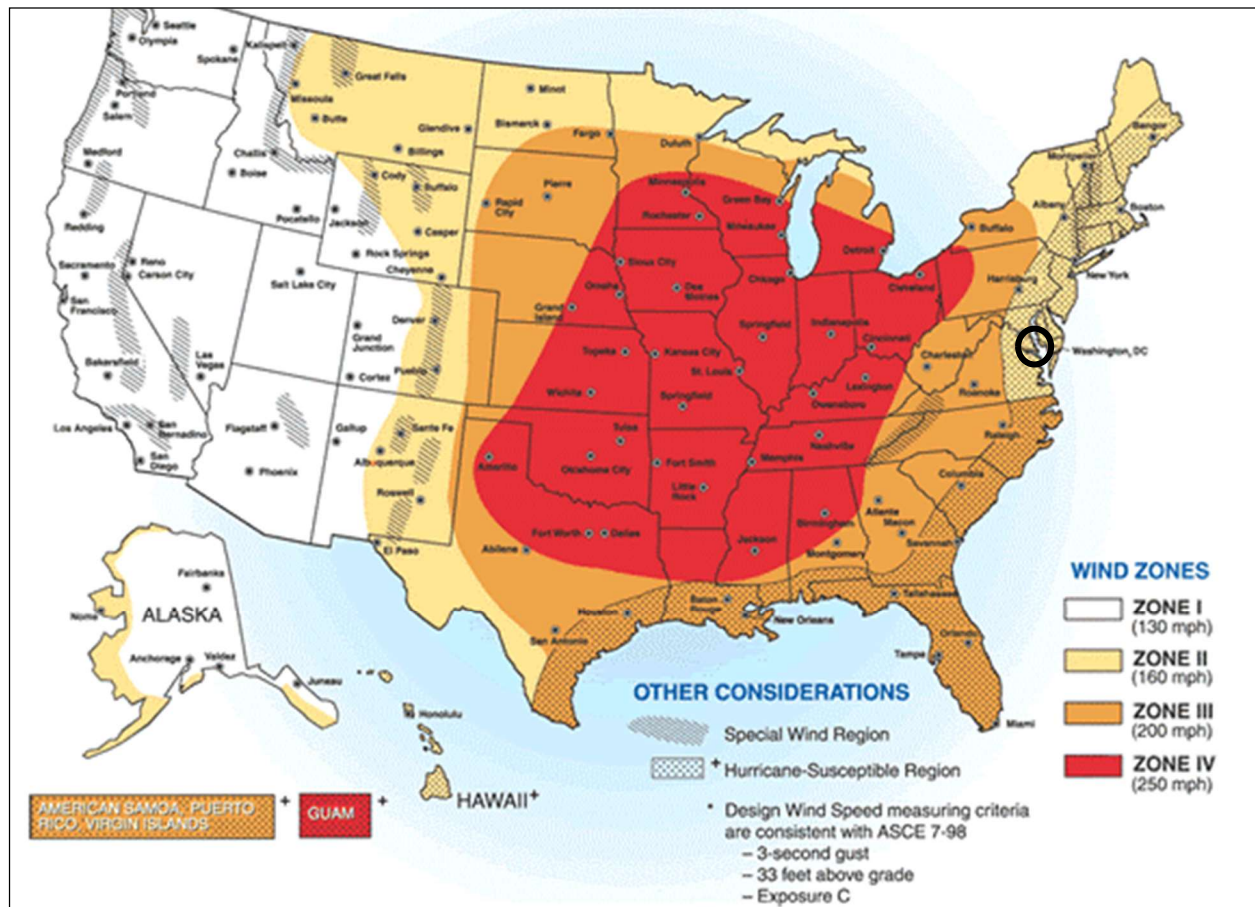 Seattle
Olympia
Spokane
Kalispell
Great Falls
Missoula
Butte
Glendive
Billings
Minot
Bismarck
Fargo
Duluth
Portland
Salem
Medford
Challis
Boise
Pocatello
Cody
Buffalo
Jackson
Casper
Rock Springs
Cheyenne
Rapid
City
Pierre
Minneapolis
Rochester
Green Bay
Milwaukee
Detroit
Buffalo
Albany
Montpelier
Bangor
Boston
New York
Harrisburg
Washington, DC
Redding
Sacramento
Reno
Carson City
San
Francisco
Salt Lake City
Grand
Junction
Denver
Pueblo
Cortez
Grand
Island
Omaha
Sioux City
Des
Moines
Chicago
Cleveland
Springfield
Indianapolis
Cincinnati
Charleston
Roanoke
Raleigh
Topeka
Kansas City
St. Louis
Lexington
Owensboro
Wichita
Springfield
Nashville
Bakersfield
Las
Vegas
Los Angeles
San
Bernadino
San
Diego
Flagstaff
Phoenix
Gallup
Sante Fe
Albuquerque
Roswell
El Paso
Amarillo
Tulsa
Oklahoma City
Fort Smith
Little
Rock
Memphis
Fort Worth
Dallas
Abilene
Jackson
Birmingham
Montgomery
Atlante
Macon
Columbia
Savannah
Houston
San Antonio
Baton
Rouge
New Orleans
Tallahassee
Orlando
Tampa
Miami
Fairbanks
ALASKA
Nome
Anchorage
Valdez
Juneau
Honolulu
HAWAII+
AMERICAN SAMOA, PUERTO
RICO, VIRGIN ISLANDS
+
GUAM
+
OTHER CONSIDERATIONS
Special Wind Region
+ Hurricane-Susceptible Region
* Design Wind Speed measuring criteria
are consistent with ASCE 7-98
– 3-second gust
– 33 feet above grade
– Exposure C
WIND ZONES
ZONE I
(130 mph)
ZONE II
(160 mph)
ZONE III
(200 mph)
ZONE IV
(250 mph)